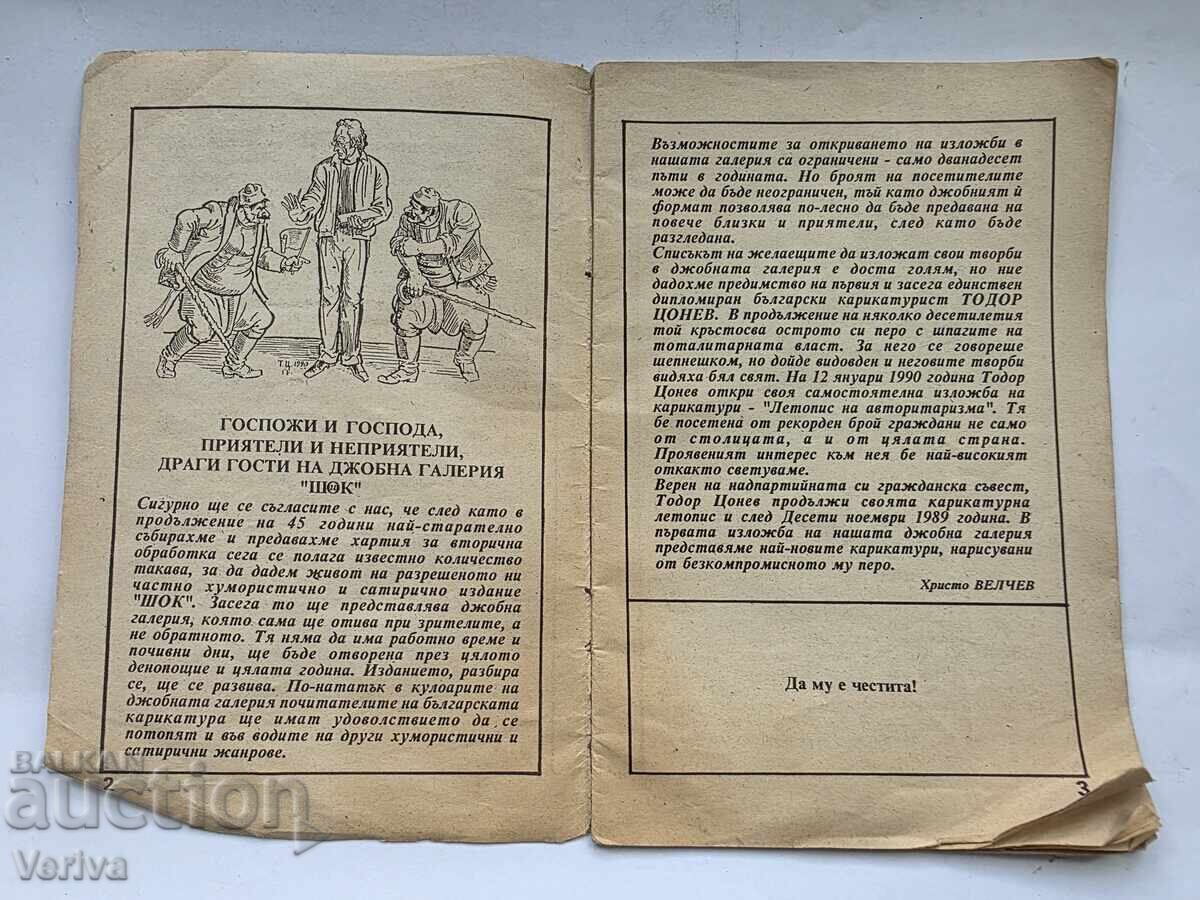 Т.Ц. 1990
ГОСПОЖИ И ГОСПОДА,
ПРИЯТЕЛИ И НЕПРИЯТЕЛИ,
ДРАГИ ГОСТИ НА ДЖОБНА ГАЛЕРИЯ
"ШОК"
Сигурно ще се съгласите с нас, че след като в
продължение на 45 години най-старателно
събирахме и предавахме хартия за вторична
обработка сега се полага известно количество
такава, за да дадем живот на разрешеното ни
частно хумористично и сатирично издание
"ШОК". Засега то ще представлява джобна
галерия, която сама ще отива при зрителите, а
не обратното. Тя няма да има работно време и
почивни дни, ще бъде отворена през цялото
денонощие и цялата година. Изданието, разбира
се, ще се развива. По-нататък в кулоарите на
джобната галерия почитателите на българската
карикатура ще имат удоволствието да се
потопят и във водите на други хумористични и
сатирични жанрове.
2
Възможностите за откриването на изложби в
нашата галерия са ограничени - само дванадесет
пъти в годината. Но броят на посетителите
може да бъде неограничен, тъй като джобният ѝ
формат позволява по-лесно да бъде предавана на
повече близки и приятели, след като бъде
разгледана.
Списъкът на желаещите да изложат свои творби
в джобната галерия е доста голям, но ние
дадохме предимство на първия и засега единствен
дипломиран български карикатурист ТОДОР
ЦОНЕВ. В продължение на няколко десетилетия
той кръстосва острото си перо с шпагите на
тоталитарната власт. За него се говореше
шепнешком, но дойде видовден и неговите творби
видяха бял свят. На 12 януари 1990 година Тодор
Цонев откри своя самостоятелна изложба на
карикатури - "Летопис на авторитаризма". Тя
бе посетена от рекорден брой граждани не само
от столицата, а и от цялата страна.
Проявеният интерес към нея бе най-високият
откакто светуваме.
Верен на надпартийната си гражданска съвест,
Тодор Цонев продължи своята карикатурна
летопис и след Десети ноември 1989 година. В
първата изложба на нашата джобна галерия
представяме най-новите карикатури, нарисувани
от безкомпромисното му перо.
Христо ВЕЛЧЕВ
Да му е честита!
3
BALKAN
auction
Veriva